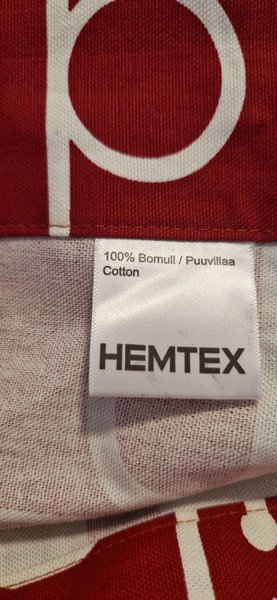 p
100% Bomull / Puuvillaa
Cotton
HEMTEX